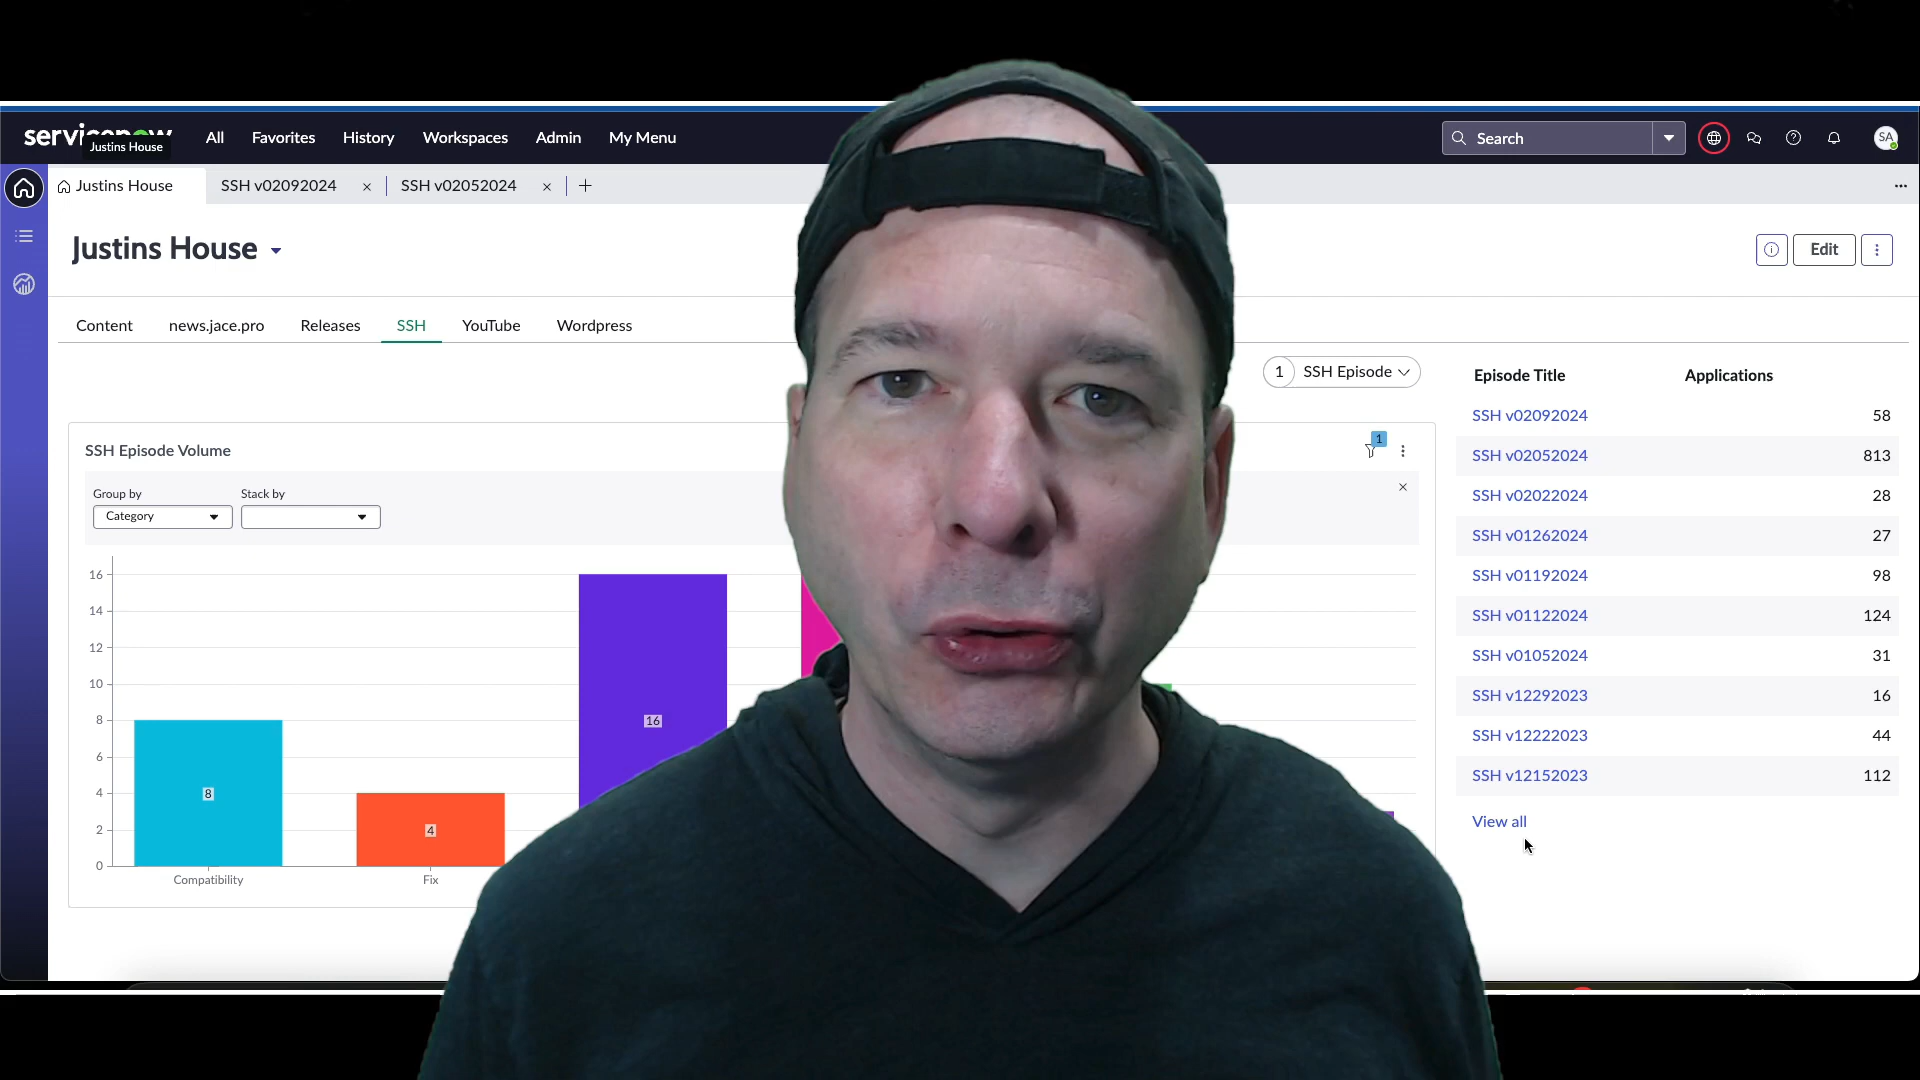 servicenow
Justins House
All Favorites History Workspaces Admin My Menu
Search
SA
Justins House SSH v02092024 SSH v02052024
Justins House
Edit
Content news.jace.pro Releases SSH YouTube Wordpress
1 SSH Episode
SSH Episode Volume
1
Group by Stack by
Category
16
14
12
10
8
6
4
2
0
8
4
16
Compatibility Fix
Episode Title Applications
SSH v02092024 58
SSH v02052024 813
SSH v02022024 28
SSH v01262024 27
SSH v01192024 98
SSH v01122024 124
SSH v01052024 31
SSH v12292023 16
SSH v12222023 44
SSH v12152023 112
View all